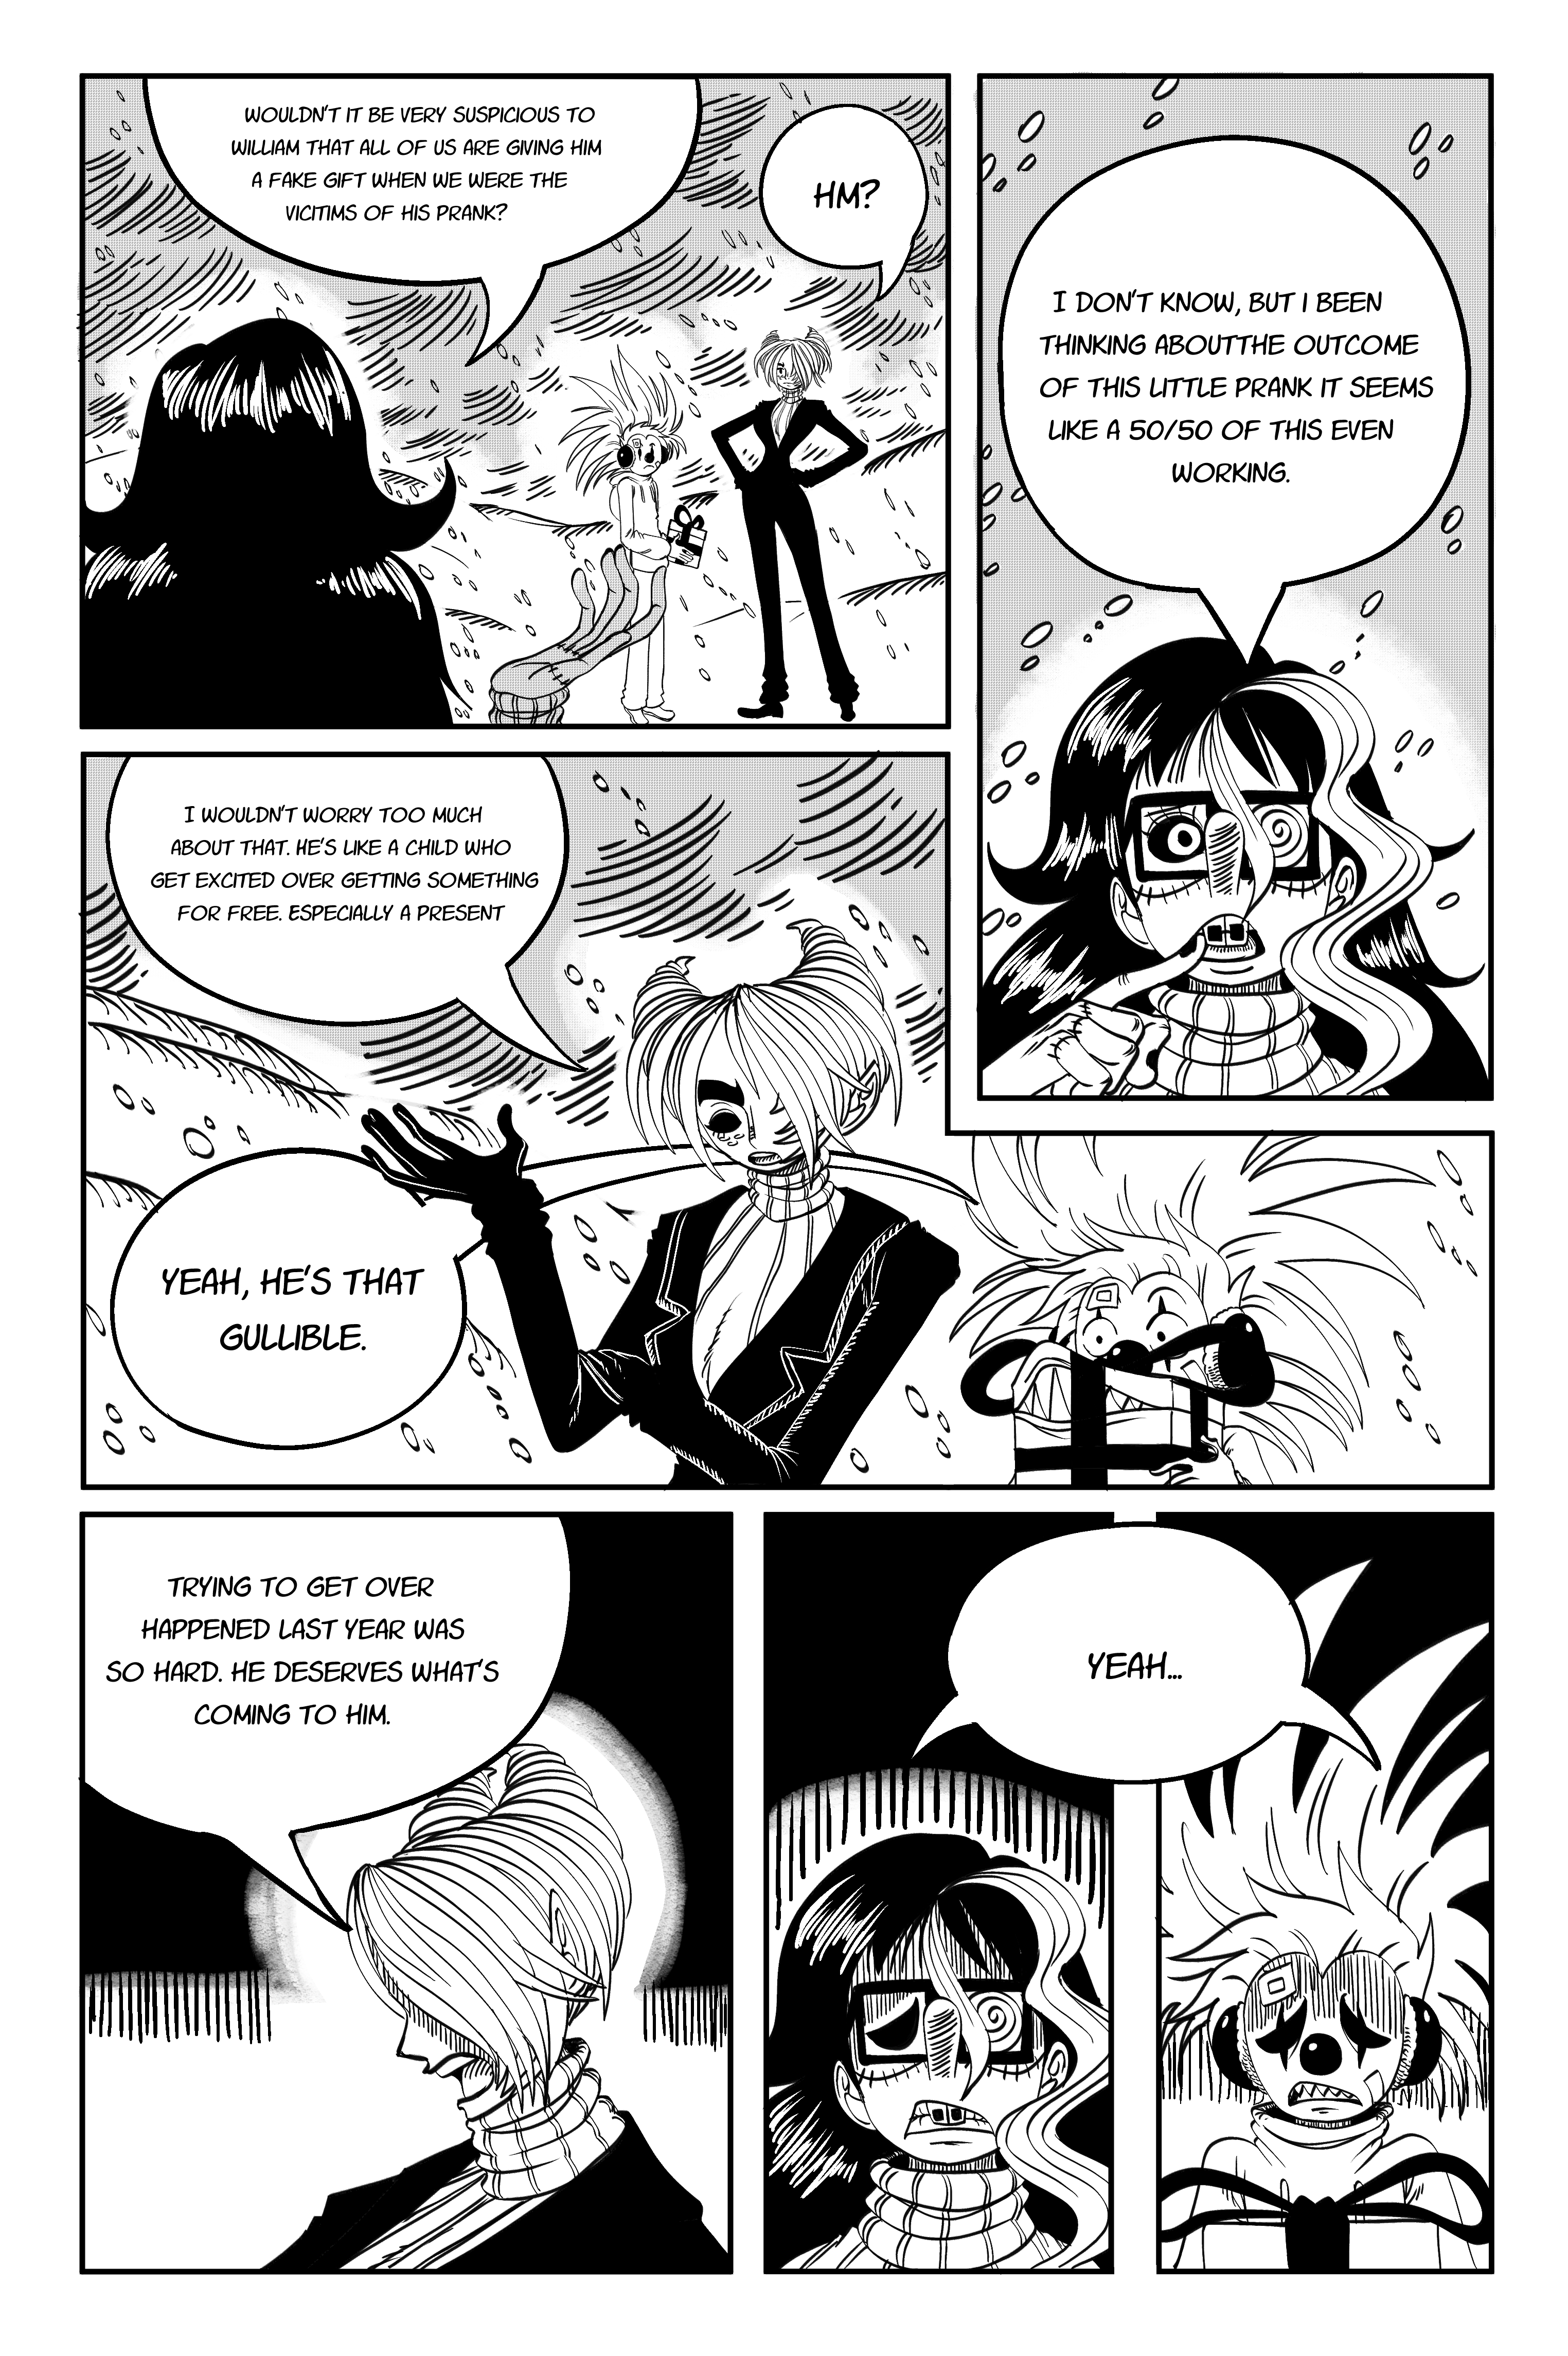 WOULDN'T IT BE VERY SUSPICIOUS TO
WILLIAM THAT ALL OF US ARE GIVING HIM
A FAKE GIFT WHEN WE WERE THE
VICITIMS OF HIS PRANK?
HM?
I DON'T KNOW, BUT I BEEN
THINKING ABOUTTHE OUTCOME
OF THIS LITTLE PRANK IT SEEMS
LIKE A 50/50 OF THIS EVEN
WORKING.
I WOULDN'T WORRY TOO MUCH
ABOUT THAT. HE'S LIKE A CHILD WHO
GET EXCITED OVER GETTING SOMETHING
FOR FREE. ESPECIALLY A PRESENT
YEAH, HE'S THAT
GULLIBLE.
TRYING TO GET OVER
HAPPENED LAST YEAR WAS
SO HARD. HE DESERVES WHAT'S
COMING TO HIM.
YEAH...